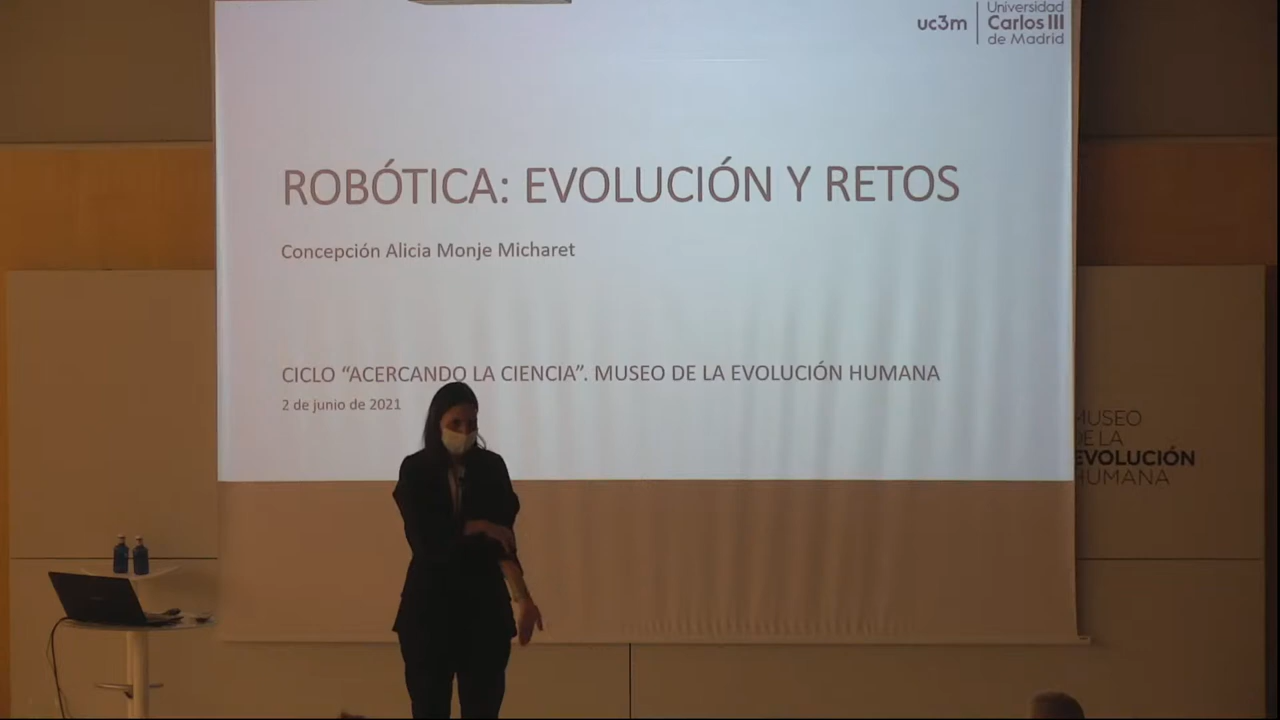 uc3m
Universidad
Carlos III
de Madrid
ROBÓTICA: EVOLUCIÓN Y RETOS
Concepción Alicia Monje Micharet
CICLO “ACERCANDO LA CIENCIA”. MUSEO DE LA EVOLUCIÓN HUMANA
2 de junio de 2021
MUSEO
DE LA
EVOLUCIÓN
HUMANA